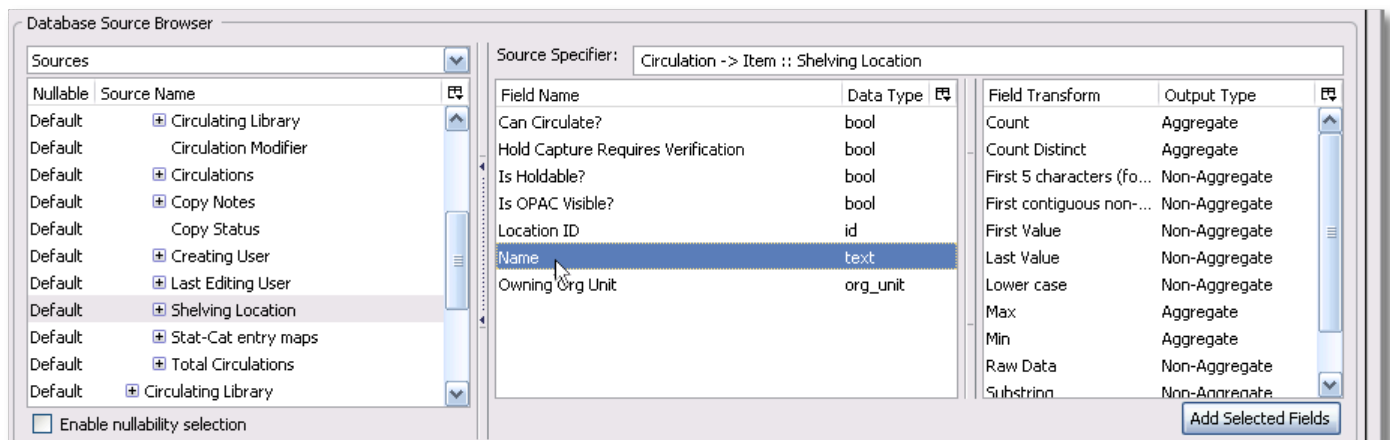 Database Source Browser
Sources
Nullable Source Name
Default Circulating Library
Default Circulation Modifier
Default Circulations
Default Copy Notes
Default Copy Status
Default Creating User
Default Last Editing User
Default Shelving Location
Default Stat-Cat entry maps
Default Total Circulations
Default Circulating Library
Enable nullability selection
Source Specifier: Circulation -> Item :: Shelving Location
Field Name Data Type
Can Circulate? bool
Hold Capture Requires Verification bool
Is Holdable? bool
Is OPAC Visible? bool
Location ID id
Name text
Owning Org Unit org_unit
Field Transform Output Type
Count Aggregate
Count Distinct Aggregate
First 5 characters (fo... Non-Aggregate
First contiguous non-... Non-Aggregate
First Value Non-Aggregate
Last Value Non-Aggregate
Lower case Non-Aggregate
Max Aggregate
Min Aggregate
Raw Data Non-Aggregate
Substring Non-Aggregate
Add Selected Fields